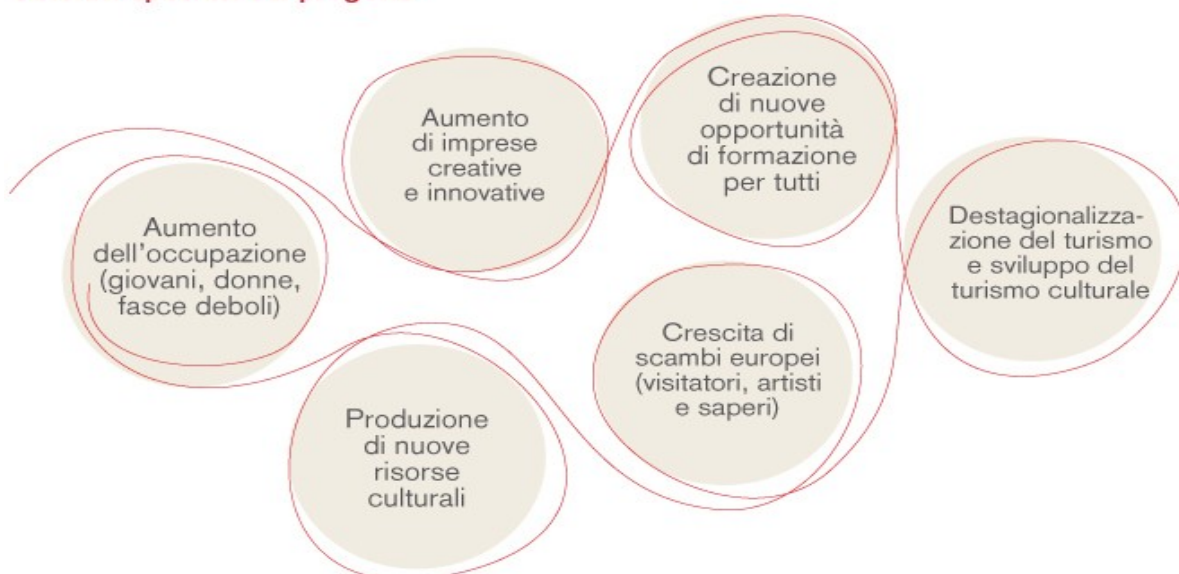 Aumento
di imprese
creative
e innovative
Creazione
di nuove
opportunità
di formazione
per tutti
Aumento
dell'occupazione
(giovani, donne,
fasce deboli)
Destagionalizza-
zione del turismo
e sviluppo del
turismo culturale
Produzione
di nuove
risorse
culturali
Crescita di
scambi europei
(visitatori, artisti
e saperi)